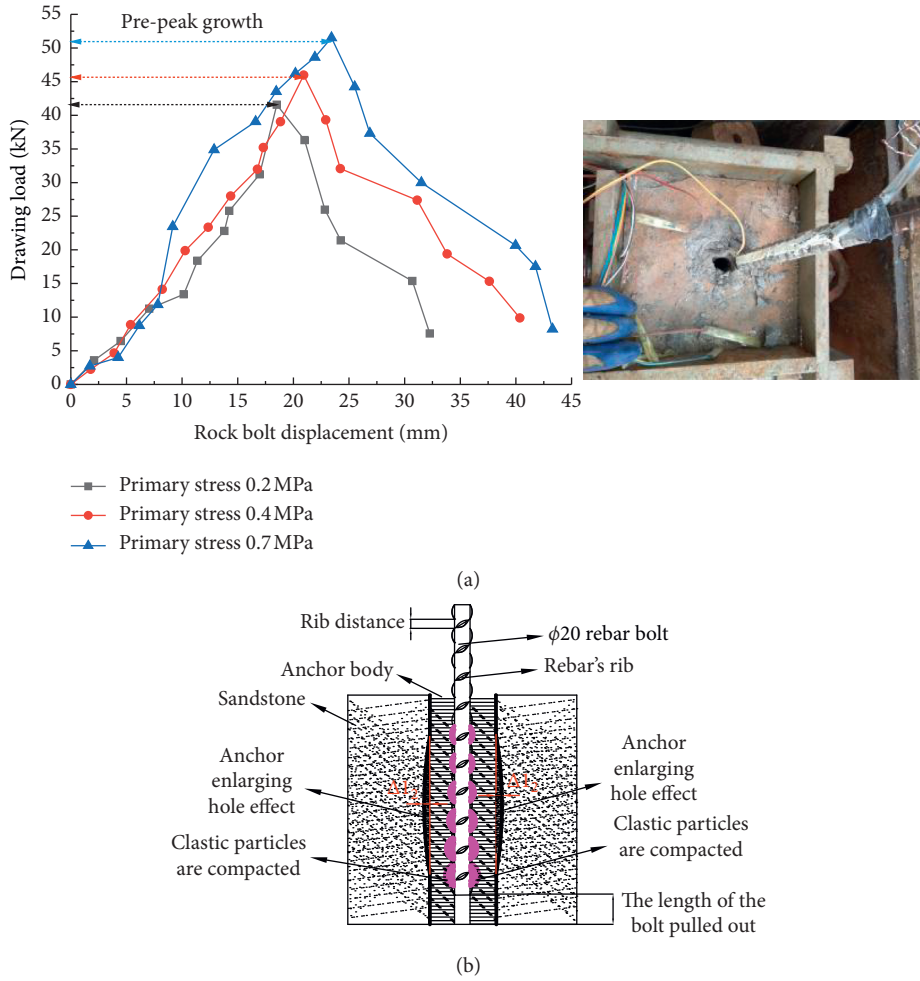 Pre-peak growth
55
50
45
40
35
30
25
20
15
10
5
0
Drawing load (kN)
0 5 10 15 20 25 30 35 40 45
Rock bolt displacement (mm)
Primary stress 0.2 MPa
Primary stress 0.4 MPa
Primary stress 0.7 MPa
(a)
Rib distance
ϕ20 rebar bolt
Anchor body
Rebar's rib
Sandstone
Anchor
enlarging
hole effect
Anchor
enlarging
hole effect
Clastic particles
are compacted
Clastic particles
are compacted
The length of the
bolt pulled out
(b)